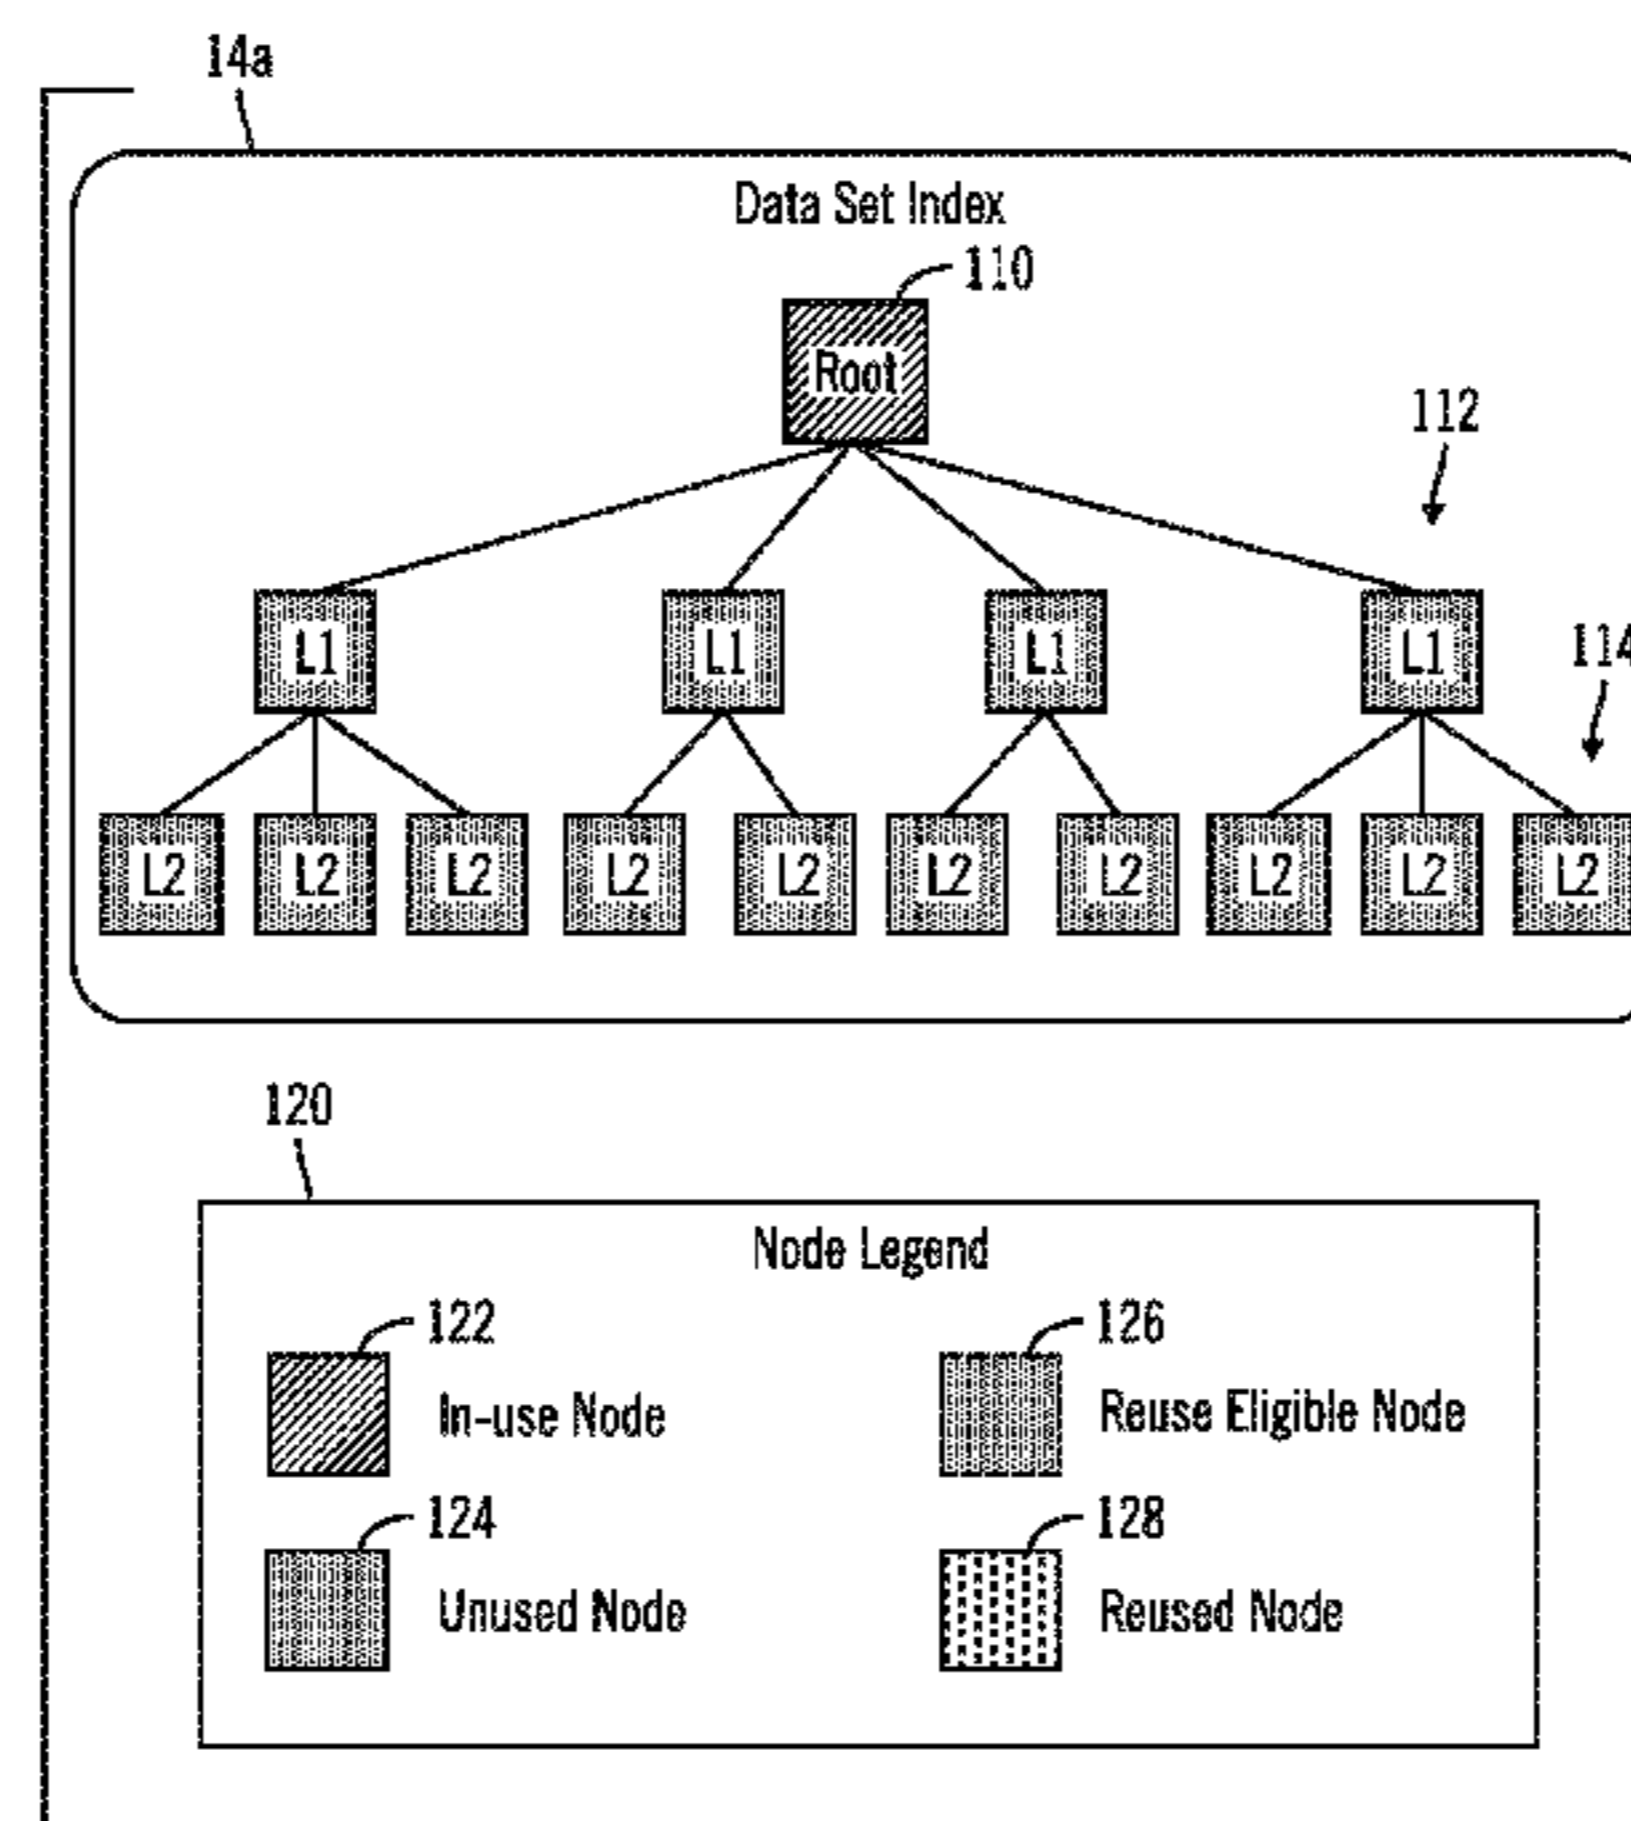 14a
Data Set Index
110
Root
112
L1 L1 L1 L1
114
L2 L2 L2 L2 L2 L2 L2 L2 L2 L2
120
Node Legend
122 126
In-use Node Reuse Eligible Node
124 128
Unused Node Reused Node